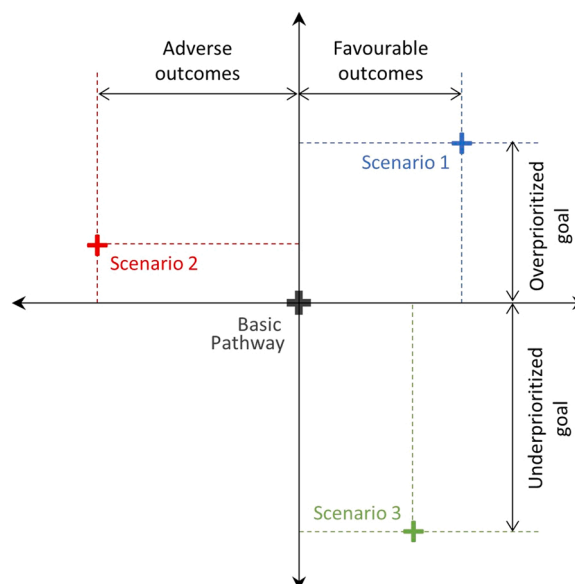 Adverse
outcomes
Favourable
outcomes
Scenario 1
Overprioritized
goal
Scenario 2
Basic
Pathway
Underprioritized
goal
Scenario 3